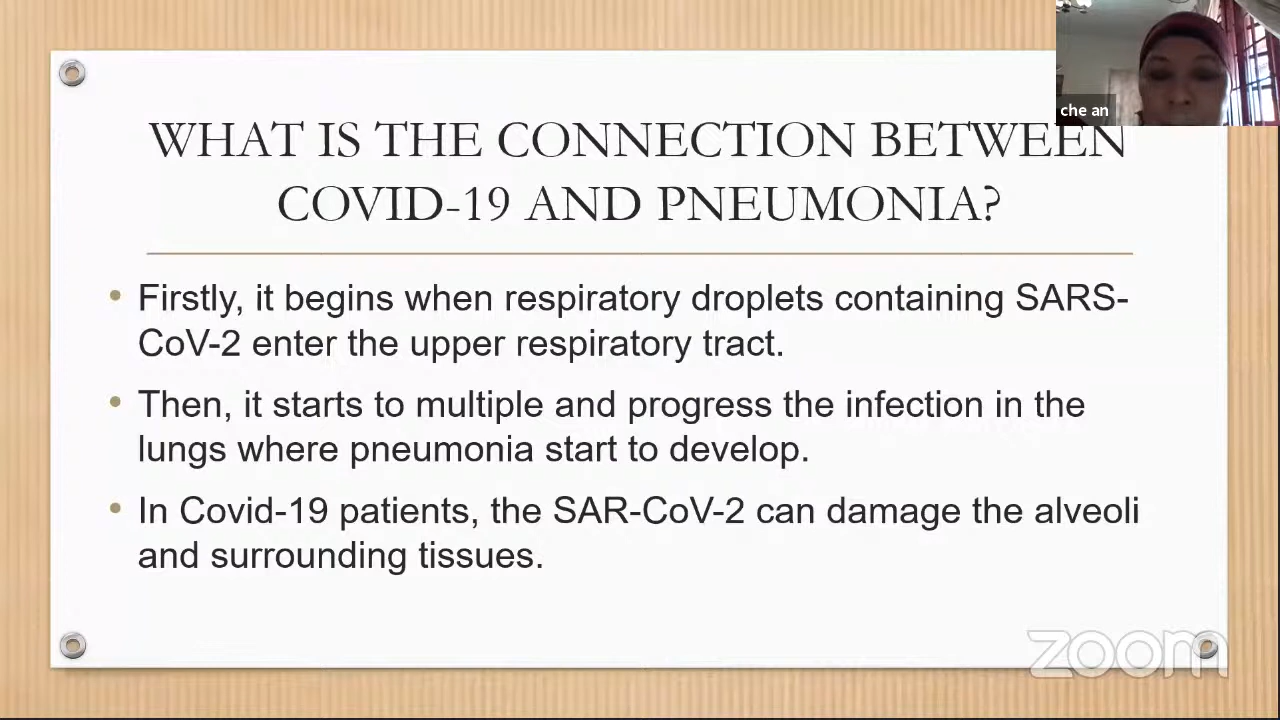 che an
WHAT IS THE CONNECTION BETWEEN
COVID-19 AND PNEUMONIA?
• Firstly, it begins when respiratory droplets containing SARS-
CoV-2 enter the upper respiratory tract.
• Then, it starts to multiple and progress the infection in the
lungs where pneumonia start to develop.
• In Covid-19 patients, the SAR-CoV-2 can damage the alveoli
and surrounding tissues.
zoom